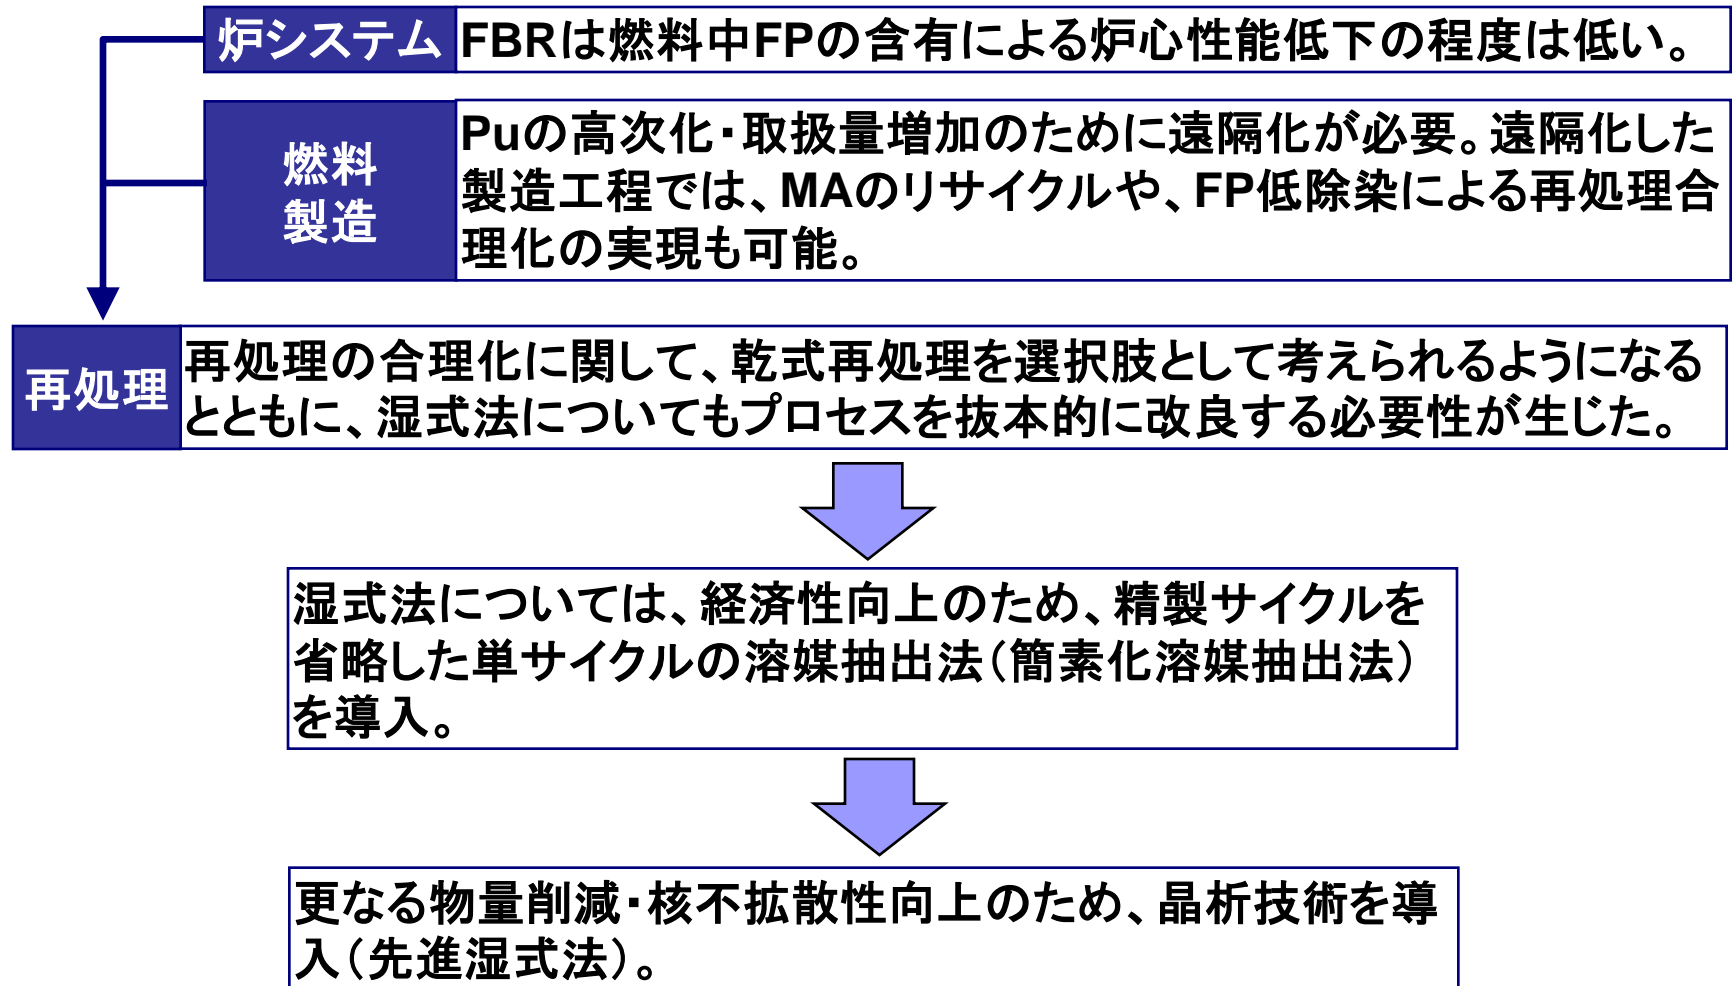 炉システム
FBRは燃料中FPの含有による炉心性能低下の程度は低い。
燃料
製造
Puの高次化・取扱量増加のために遠隔化が必要。遠隔化した
製造工程では、MAのリサイクルや、FP低除染による再処理合
理化の実現も可能。
再処理
再処理の合理化に関して、乾式再処理を選択肢として考えられるようになる
とともに、湿式法についてもプロセスを抜本的に改良する必要性が生じた。
湿式法については、経済性向上のため、精製サイクルを
省略した単サイクルの溶媒抽出法(簡素化溶媒抽出法)
を導入。
更なる物量削減・核不拡散性向上のため、晶析技術を導
入(先進湿式法)。